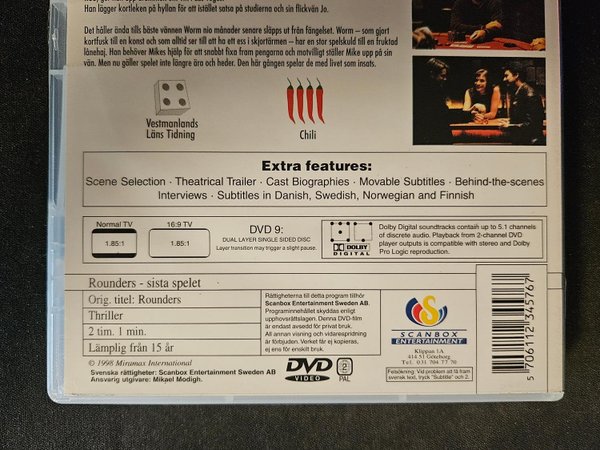 Han lägger kortleken på hyllan för att istället satsa på studierna och sin flickvän Jo.
Det håller ända tills bäste vännen Worm nio månader senare släpps ut från fängelset. Worm – som gjort
kortfusk till en konst och som alltid ser till att ha ett ess i skjortärmen – har en stor spelskuld till en fruktad
lånehaj. Han behöver Mikes hjälp för att snabbt fixa fram pengarna och motvilligt ställer Mike upp på sin
vän. Men nu gäller spelet inte längre ära och heder. Den här gången spelar de med livet som insats.
Vestmanlands
Läns Tidning
Chili
Extra features:
Scene Selection · Theatrical Trailer · Cast Biographies · Movable Subtitles · Behind-the-scenes
Interviews · Subtitles in Danish, Swedish, Norwegian and Finnish
Normal TV
1.85:1
16:9 TV
1.85:1
DVD 9:
DUAL LAYER SINGLE SIDED DISC
Layer transition may trigger a slight pause.
DOLBY
DIGITAL
Dolby Digital soundtracks contain up to 5.1 channels
of discrete audio. Playback from 2-channel DVD
player outputs is compatible with stereo and Dolby
Pro Logic reproduction.
Rounders - sista spelet
Orig. titel: Rounders
Thriller
2 tim. 1 min.
Lämplig från 15 år
© 1998 Miramax International
Svenska rättigheter: Scanbox Entertainment Sweden AB
Ansvarig utgivare: Mikael Modigh.
Rättigheterna till detta program tillhör
Scanbox Entertainment Sweden AB.
Programinnehållet skyddas enligt
upphovsrättslagen. Denna DVD-film
är endast avsedd för privat bruk.
All annan visning och vidarespridning
är förbjuden. Verket får ej kopieras,
ej ens för enskilt bruk.
DVD
VIDEO
2
PAL
SCANBOX
ENTERTAINMENT
Klippan 1A
414 51 Göteborg
Tel. 031 704 77 70
Felsökning. Vid problem att få fram
svensk text, tryck "Subtitle" och 2.
5 706112 345767